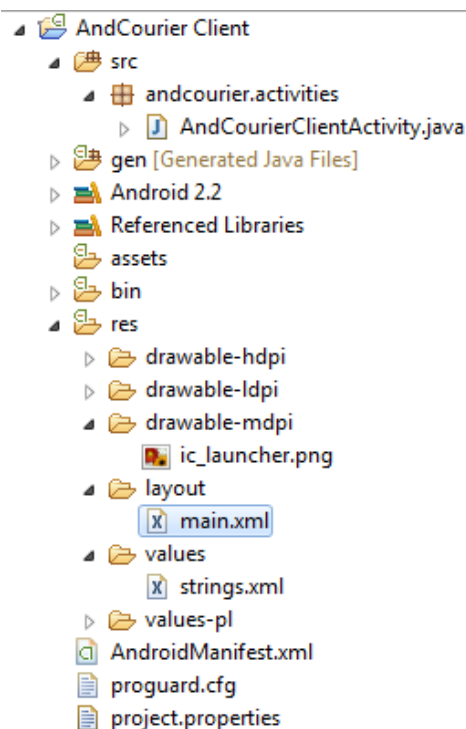 AndCourier Client
src
andcourier.activities
AndCourierClientActivity.java
gen [Generated Java Files]
Android 2.2
Referenced Libraries
assets
bin
res
drawable-hdpi
drawable-ldpi
drawable-mdpi
ic_launcher.png
layout
main.xml
values
strings.xml
values-pl
AndroidManifest.xml
proguard.cfg
project.properties